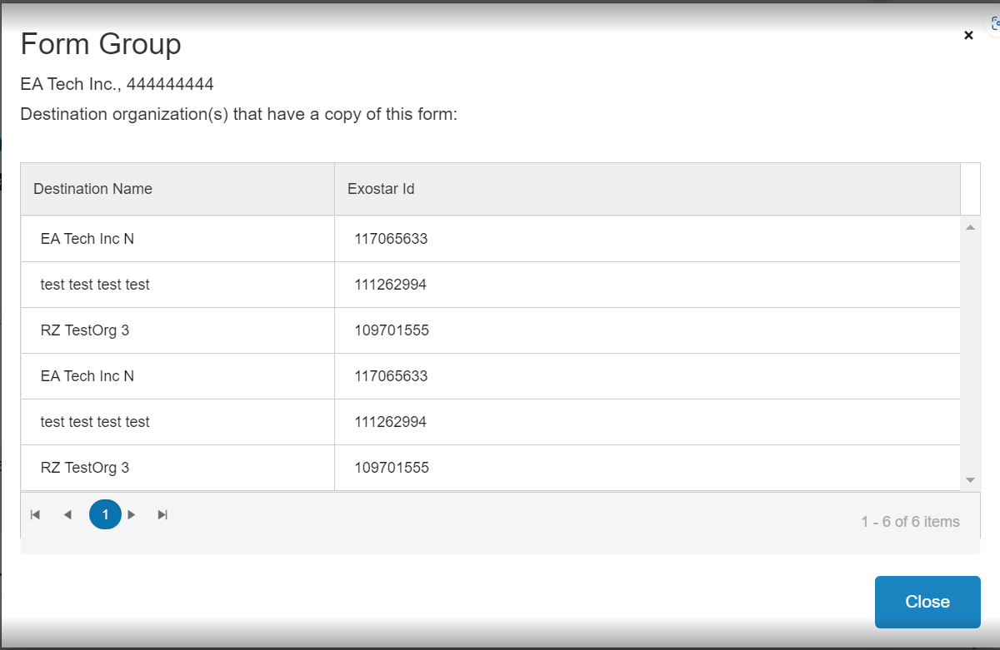 Form Group
×
EA Tech Inc., 444444444
Destination organization(s) that have a copy of this form:
Destination Name Exostar Id
EA Tech Inc N 117065633
test test test test 111262994
RZ TestOrg 3 109701555
EA Tech Inc N 117065633
test test test test 111262994
RZ TestOrg 3 109701555
1
1 - 6 of 6 items
Close